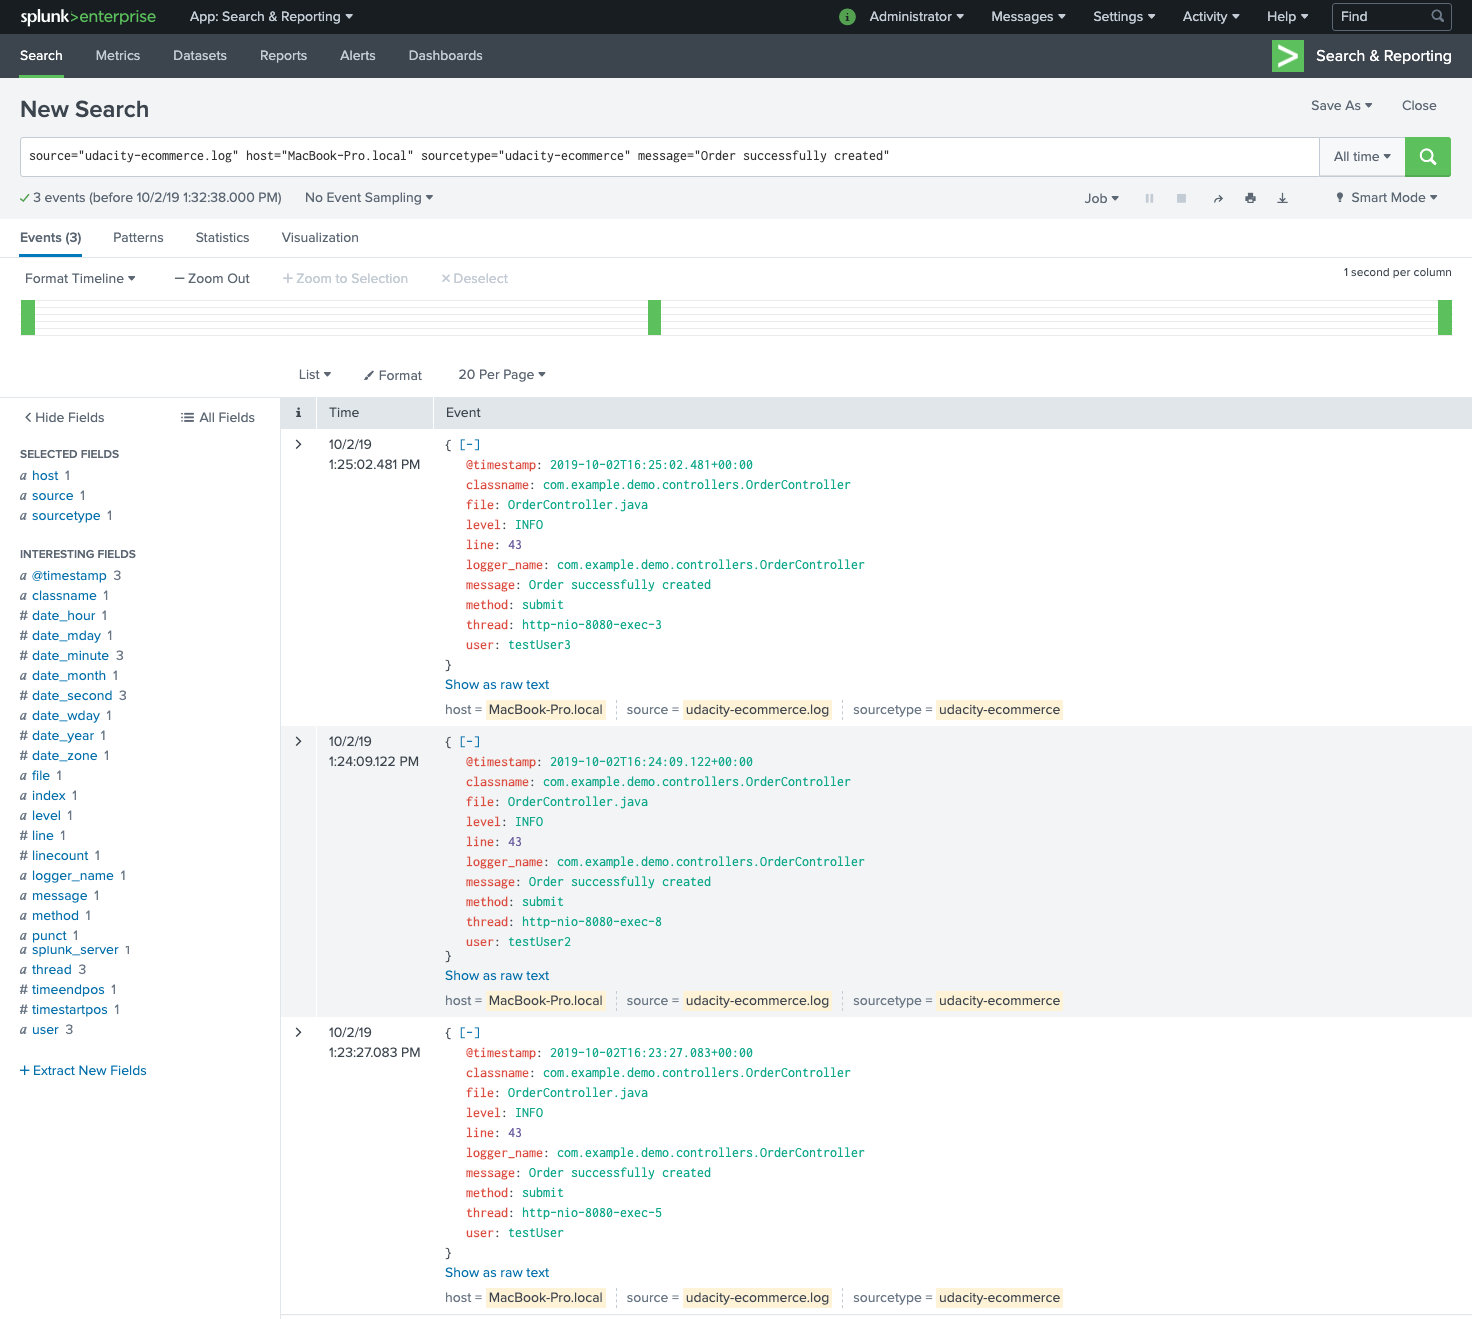 splunk>enterprise App: Search & Reporting i Administrator Messages Settings Activity Help Find
Search Metrics Datasets Reports Alerts Dashboards Search & Reporting
New Search Save As Close
source="udacity-ecommerce.log" host="MacBook-Pro.local" sourcetype="udacity-ecommerce" message="Order successfully created" All time
3 events (before 10/2/19 1:32:38.000 PM) No Event Sampling Job Smart Mode
Events (3) Patterns Statistics Visualization
Format Timeline — Zoom Out + Zoom to Selection × Deselect 1 second per column
List Format 20 Per Page
< Hide Fields All Fields
SELECTED FIELDS
a host 1
a source 1
a sourcetype 1
INTERESTING FIELDS
a @timestamp 3
a classname 1
# date_hour 1
# date_mday 1
# date_minute 3
a date_month 1
# date_second 3
a date_wday 1
# date_year 1
# date_zone 1
a file 1
a index 1
a level 1
# line 1
# linecount 1
a logger_name 1
a message 1
a method 1
a punct 1
a splunk_server 1
a thread 3
# timeendpos 1
# timestartpos 1
a user 3
+ Extract New Fields
i Time Event
> 10/2/19 { [-]
1:25:02.481 PM @timestamp: 2019-10-02T16:25:02.481+00:00
classname: com.example.demo.controllers.OrderController
file: OrderController.java
level: INFO
line: 43
logger_name: com.example.demo.controllers.OrderController
message: Order successfully created
method: submit
thread: http-nio-8080-exec-3
user: testUser3
}
Show as raw text
host = MacBook-Pro.local source = udacity-ecommerce.log sourcetype = udacity-ecommerce
> 10/2/19 { [-]
1:24:09.122 PM @timestamp: 2019-10-02T16:24:09.122+00:00
classname: com.example.demo.controllers.OrderController
file: OrderController.java
level: INFO
line: 43
logger_name: com.example.demo.controllers.OrderController
message: Order successfully created
method: submit
thread: http-nio-8080-exec-8
user: testUser2
}
Show as raw text
host = MacBook-Pro.local source = udacity-ecommerce.log sourcetype = udacity-ecommerce
> 10/2/19 { [-]
1:23:27.083 PM @timestamp: 2019-10-02T16:23:27.083+00:00
classname: com.example.demo.controllers.OrderController
file: OrderController.java
level: INFO
line: 43
logger_name: com.example.demo.controllers.OrderController
message: Order successfully created
method: submit
thread: http-nio-8080-exec-5
user: testUser
}
Show as raw text
host = MacBook-Pro.local source = udacity-ecommerce.log sourcetype = udacity-ecommerce